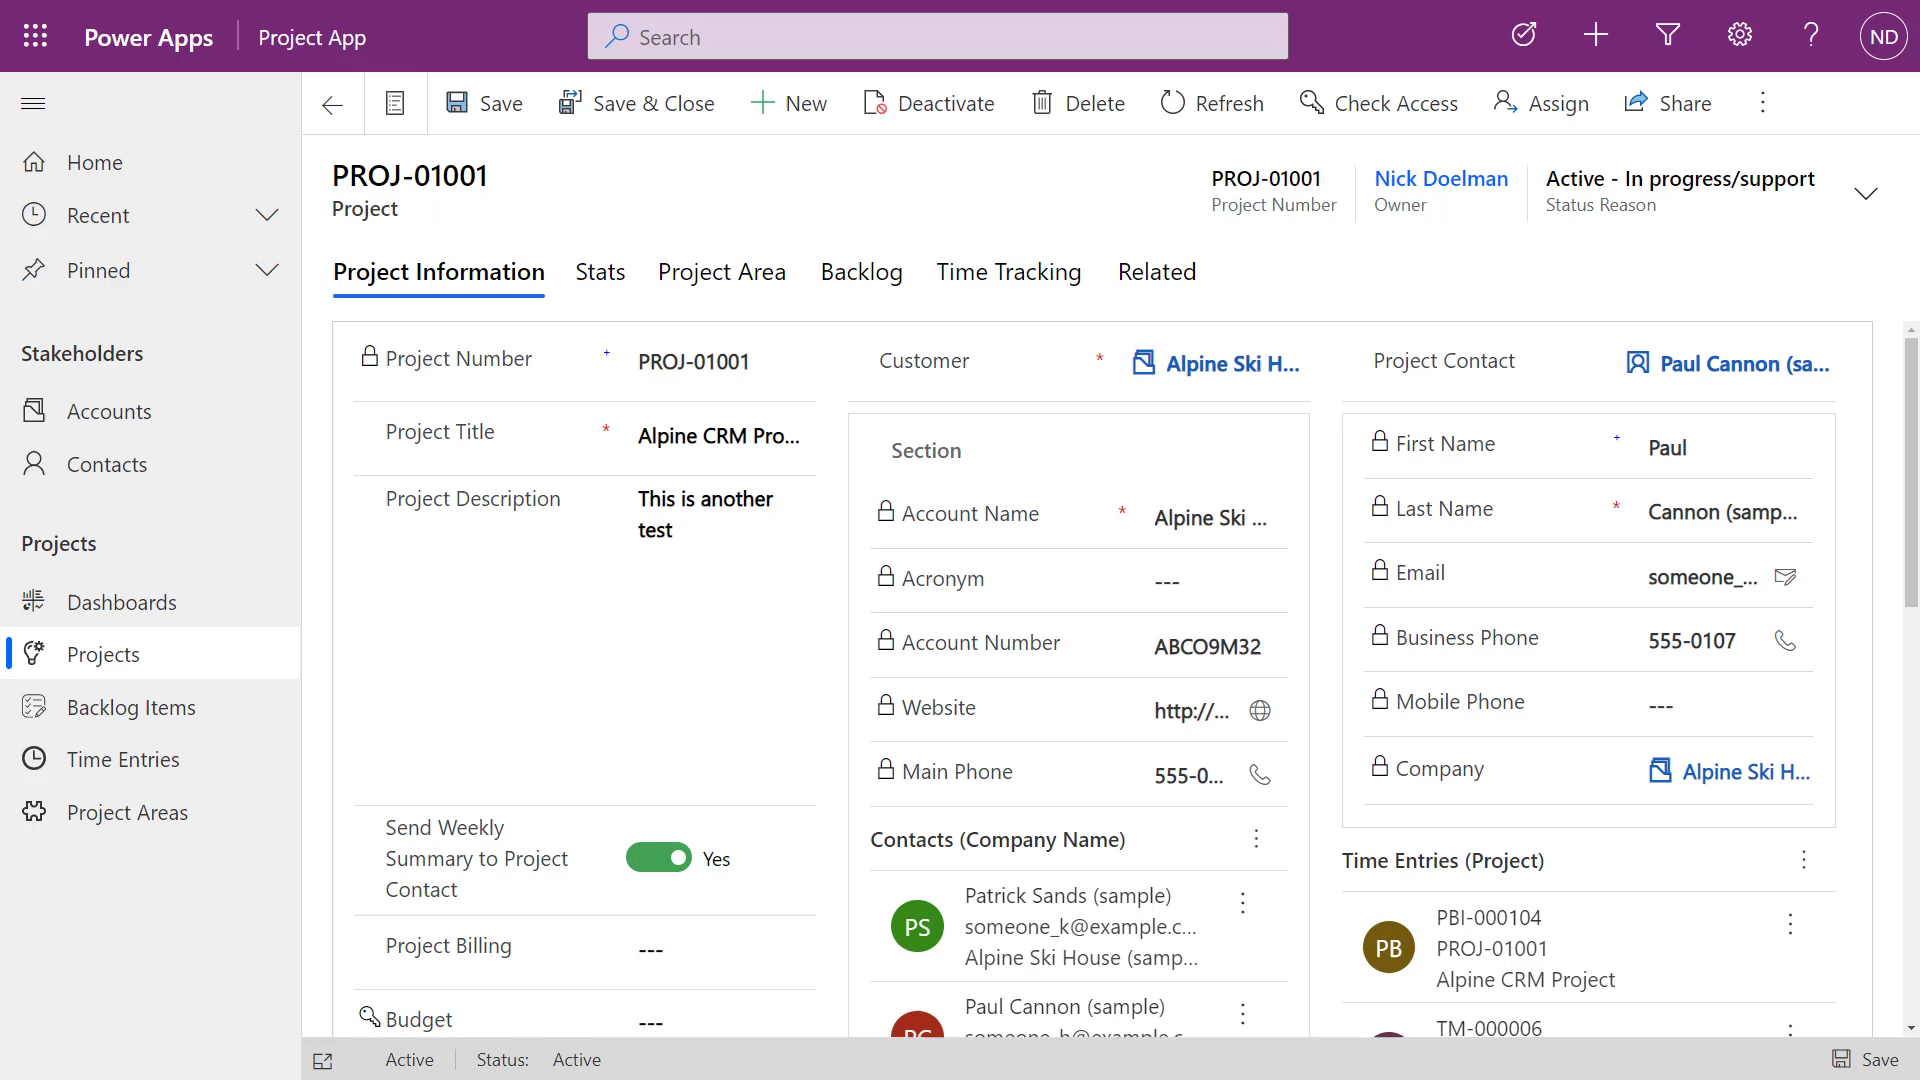 Power Apps
Project App
Search
ND
Save
Save & Close
New
Deactivate
Delete
Refresh
Check Access
Assign
Share
Home
Recent
Pinned
Stakeholders
Accounts
Contacts
Projects
Dashboards
Projects
Backlog Items
Time Entries
Project Areas
PROJ-01001
Project
PROJ-01001
Project Number
Nick Doelman
Owner
Active - In progress/support
Status Reason
Project Information
Stats
Project Area
Backlog
Time Tracking
Related
Project Number + PROJ-01001
Project Title * Alpine CRM Pro...
Project Description
This is another
test
Send Weekly
Summary to Project
Contact
Yes
Project Billing ---
Budget ---
Customer * Alpine Ski H...
Section
Account Name * Alpine Ski ...
Acronym ---
Account Number ABCO9M32
Website http://...
Main Phone 555-0...
Contacts (Company Name)
PS
Patrick Sands (sample)
someone_k@example.c...
Alpine Ski House (samp...
Paul Cannon (sample)
Project Contact Paul Cannon (sa...
First Name + Paul
Last Name * Cannon (samp...
Email someone_...
Business Phone 555-0107
Mobile Phone ---
Company Alpine Ski H...
Time Entries (Project)
PB
PBI-000104
PROJ-01001
Alpine CRM Project
TM-000006
Active
Status: Active
Save